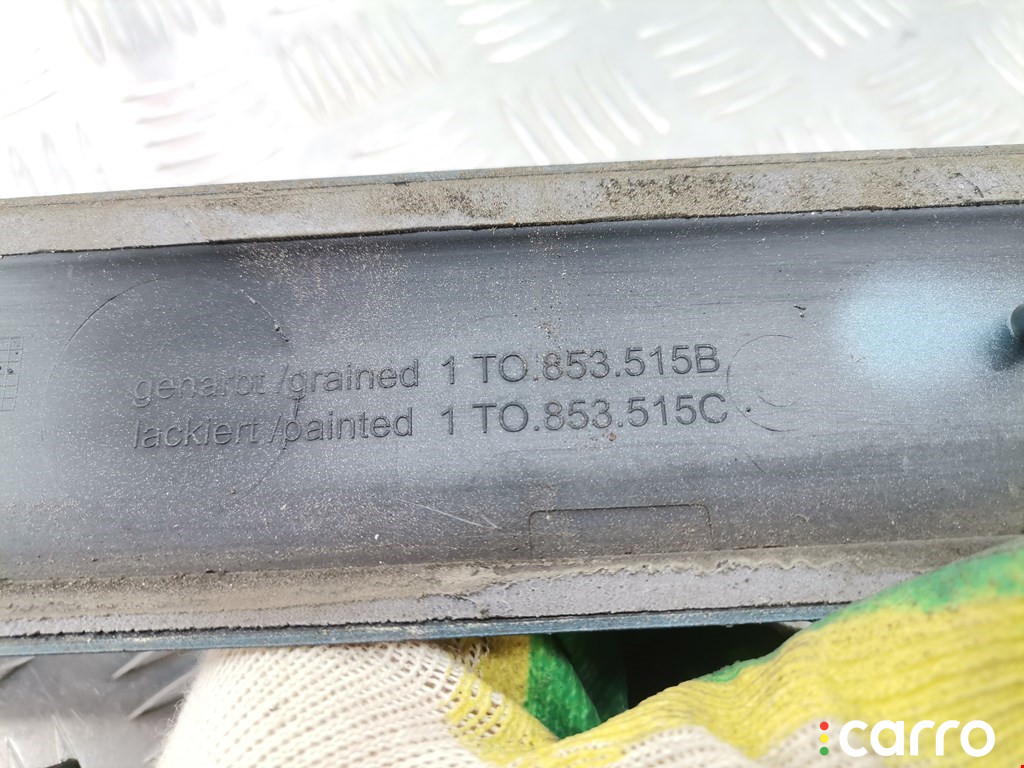 genarbt /grained 1 TO.853.515B
lackiert /painted 1 TO.853.515C
carro